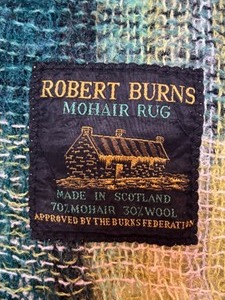 ROBERT BURNS
MOHAIR RUG
MADE IN SCOTLAND
70% MOHAIR 30% WOOL
APPROVED BY THE BURNS FEDERATION